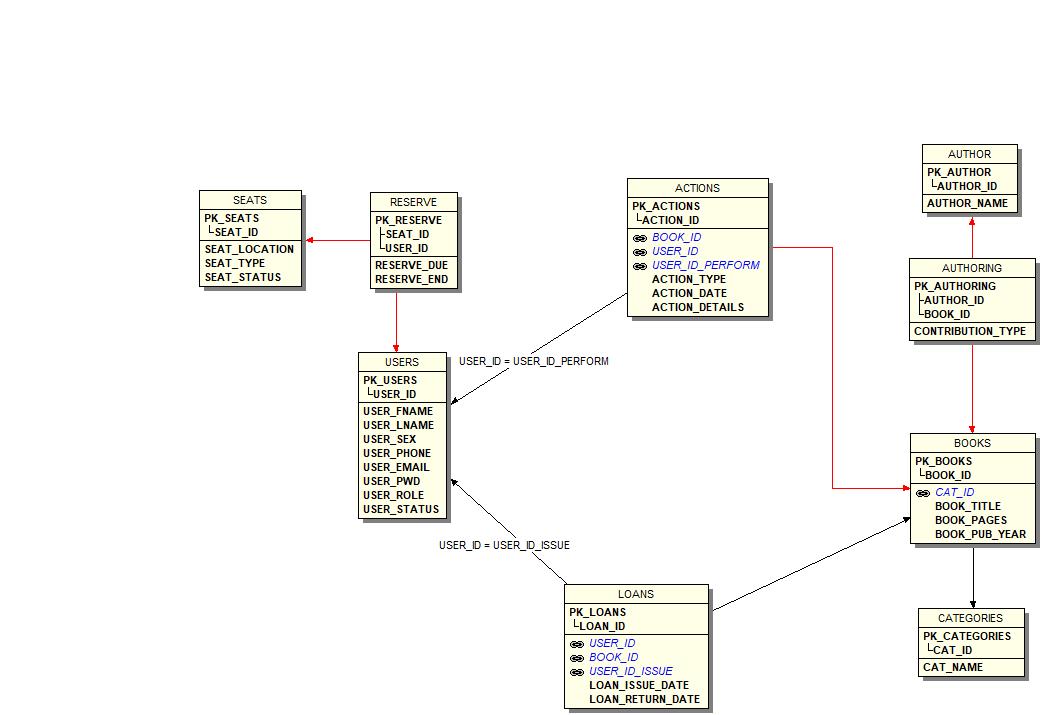 SEATS
PK_SEATS
SEAT_ID
SEAT_LOCATION
SEAT_TYPE
SEAT_STATUS
RESERVE
PK_RESERVE
SEAT_ID
USER_ID
RESERVE_DUE
RESERVE_END
ACTIONS
PK_ACTIONS
ACTION_ID
BOOK_ID
USER_ID
USER_ID_PERFORM
ACTION_TYPE
ACTION_DATE
ACTION_DETAILS
AUTHOR
PK_AUTHOR
AUTHOR_ID
AUTHOR_NAME
AUTHORING
PK_AUTHORING
AUTHOR_ID
BOOK_ID
CONTRIBUTION_TYPE
USER_ID = USER_ID_PERFORM
USERS
PK_USERS
USER_ID
USER_FNAME
USER_LNAME
USER_SEX
USER_PHONE
USER_EMAIL
USER_PWD
USER_ROLE
USER_STATUS
BOOKS
PK_BOOKS
BOOK_ID
CAT_ID
BOOK_TITLE
BOOK_PAGES
BOOK_PUB_YEAR
USER_ID = USER_ID_ISSUE
LOANS
PK_LOANS
LOAN_ID
USER_ID
BOOK_ID
USER_ID_ISSUE
LOAN_ISSUE_DATE
LOAN_RETURN_DATE
CATEGORIES
PK_CATEGORIES
CAT_ID
CAT_NAME